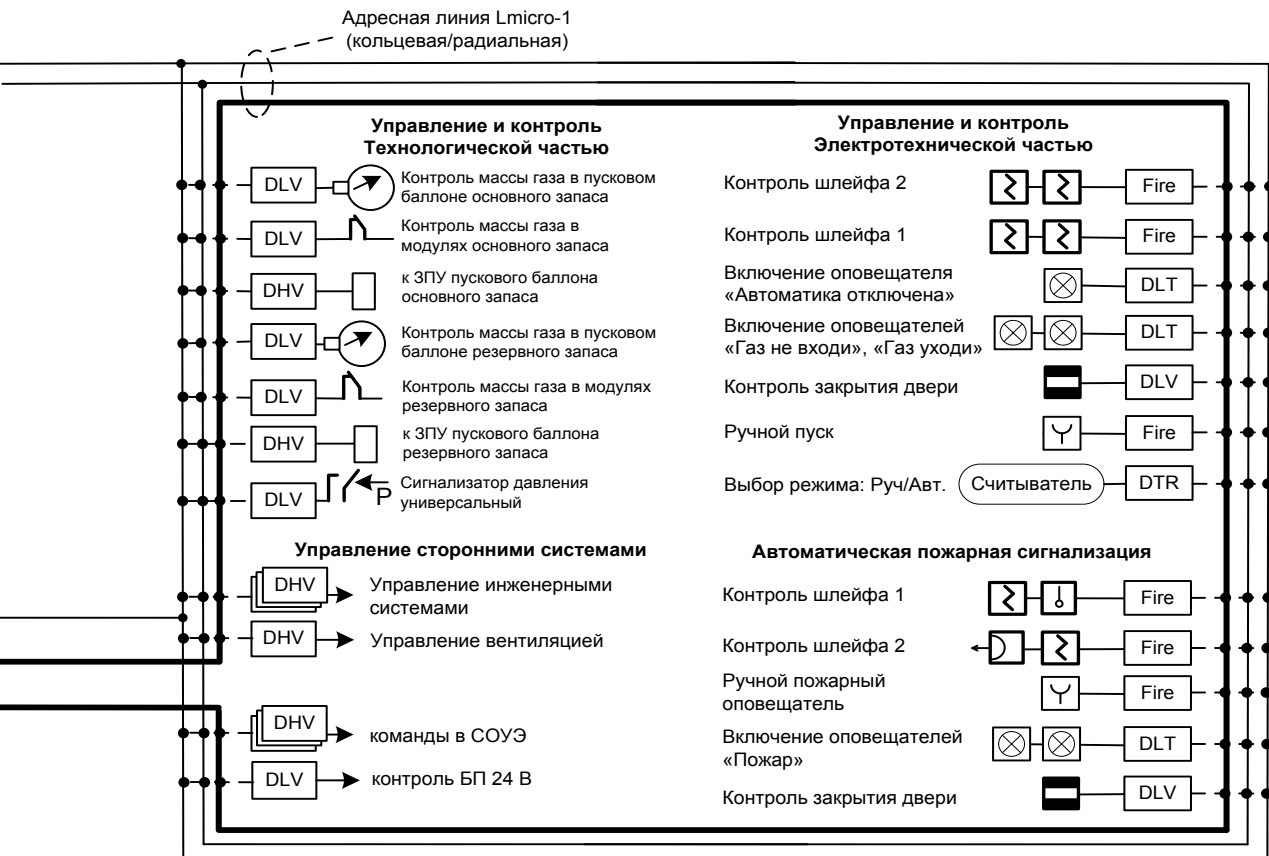 Адресная линия Lmicro-1
(кольцевая/радиальная)
Управление и контроль
Технологической частью
DLV
Контроль массы газа в пусковом
баллоне основного запаса
DLV
Контроль массы газа в
модулях основного запаса
DHV
к ЗПУ пускового баллона
основного запаса
DLV
Контроль массы газа в пусковом
баллоне резервного запаса
DLV
Контроль массы газа в модулях
резервного запаса
DHV
к ЗПУ пускового баллона
резервного запаса
DLV
P
Сигнализатор давления
универсальный
Управление сторонними системами
DHV
Управление инженерными
системами
DHV
Управление вентиляцией
DHV
команды в СОУЭ
DLV
контроль БП 24 В
Управление и контроль
Электротехнической частью
Контроль шлейфа 2
Fire
Контроль шлейфа 1
Fire
Включение оповещателя
«Автоматика отключена»
DLT
Включение оповещателей
«Газ не входи», «Газ уходи»
DLT
Контроль закрытия двери
DLV
Ручной пуск
Fire
Выбор режима: Руч/Авт.
Считыватель
DTR
Автоматическая пожарная сигнализация
Контроль шлейфа 1
Fire
Контроль шлейфа 2
Fire
Ручной пожарный
оповещатель
Fire
Включение оповещателей
«Пожар»
DLT
Контроль закрытия двери
DLV